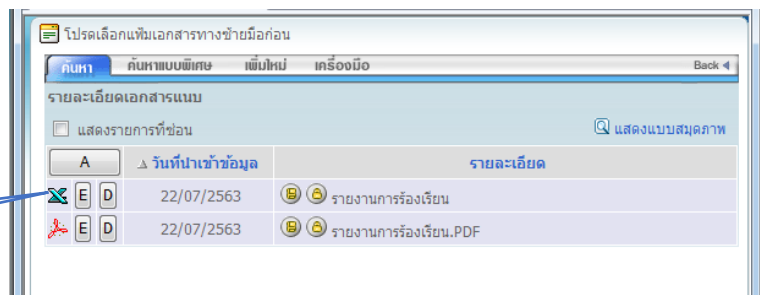 โปรดเลือกแฟ้มเอกสารทางซ้ายมือก่อน
ค้นหา ค้นหาแบบพิเศษ เพิ่มใหม่ เครื่องมือ Back
รายละเอียดเอกสารแนบ
แสดงรายการที่ซ่อน แสดงแบบสมุดภาพ
A วันที่นำเข้าข้อมูล รายละเอียด
E D 22/07/2563 รายงานการร้องเรียน
E D 22/07/2563 รายงานการร้องเรียน.PDF